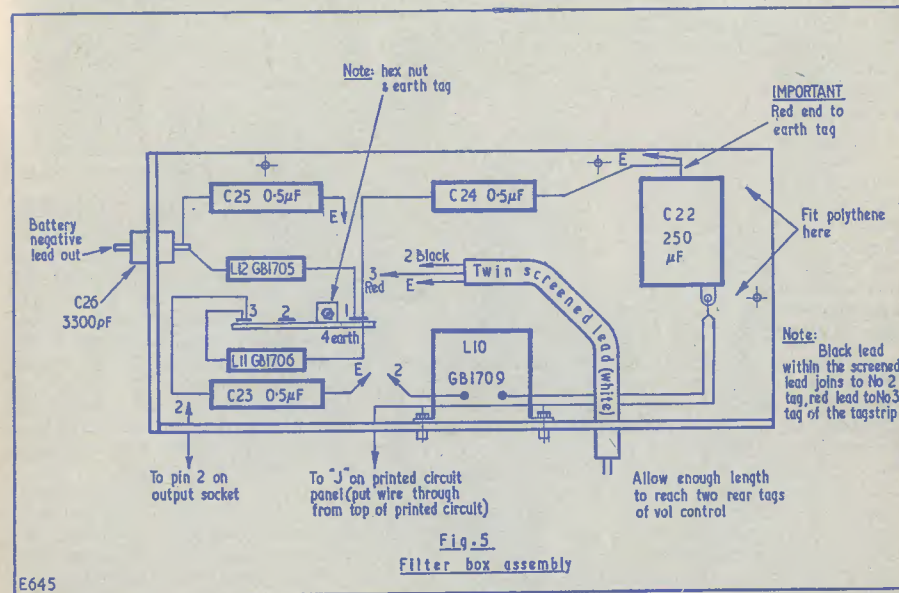 Note: hex nut
& earth tag
IMPORTANT
Red end to
earth tag
E
C25 0·5µF
E
C24 0·5µF
C22
250
µF
Battery
negative
lead out
Fit polythene
here
2 Black
3
Red
E
Twin screened lead (white)
L12 GB1705
C26
3300pF
3
2
1
4 earth
L11 GB1706
E
2
L10
GB1709
C23 0·5µF
2
Note:
Black lead
within the screened
lead joins to No 2
tag, red lead to No 3
tag of the tagstrip
To pin 2 on
output socket
To "J" on printed circuit
panel (put wire through
from top of printed circuit)
Allow enough length
to reach two rear tags
of vol control
Fig. 5
Filter box assembly
E645